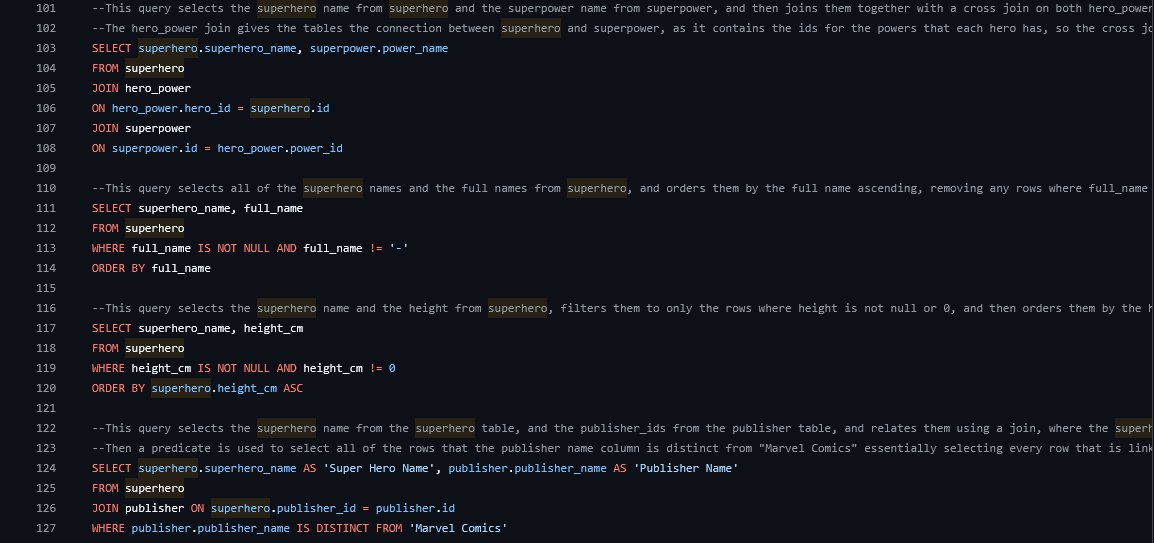 101 --This query selects the superhero name from superhero and the superpower name from superpower, and then joins them together with a cross join on both hero_power
102 --The hero_power join gives the tables the connection between superhero and superpower, as it contains the ids for the powers that each hero has, so the cross
103 SELECT superhero.superhero_name, superpower.power_name
104 FROM superhero
105 JOIN hero_power
106 ON hero_power.hero_id = superhero.id
107 JOIN superpower
108 ON superpower.id = hero_power.power_id
109
110 --This query selects all of the superhero names and the full names from superhero, and orders them by the full name ascending, removing any rows where full_name
111 SELECT superhero_name, full_name
112 FROM superhero
113 WHERE full_name IS NOT NULL AND full_name != '-'
114 ORDER BY full_name
115
116 --This query selects the superhero name and the height from superhero, filters them to only the rows where height is not null or 0, and then orders them by the
117 SELECT superhero_name, height_cm
118 FROM superhero
119 WHERE height_cm IS NOT NULL AND height_cm != 0
120 ORDER BY superhero.height_cm ASC
121
122 --This query selects the superhero name from the superhero table, and the publisher_ids from the publisher table, and relates them using a join, where the
123 --Then a predicate is used to select all of the rows that the publisher name column is distinct from "Marvel Comics" essentially selecting every row that is
124 SELECT superhero.superhero_name AS 'Super Hero Name', publisher.publisher_name AS 'Publisher Name'
125 FROM superhero
126 JOIN publisher ON superhero.publisher_id = publisher.id
127 WHERE publisher.publisher_name IS DISTINCT FROM 'Marvel Comics'